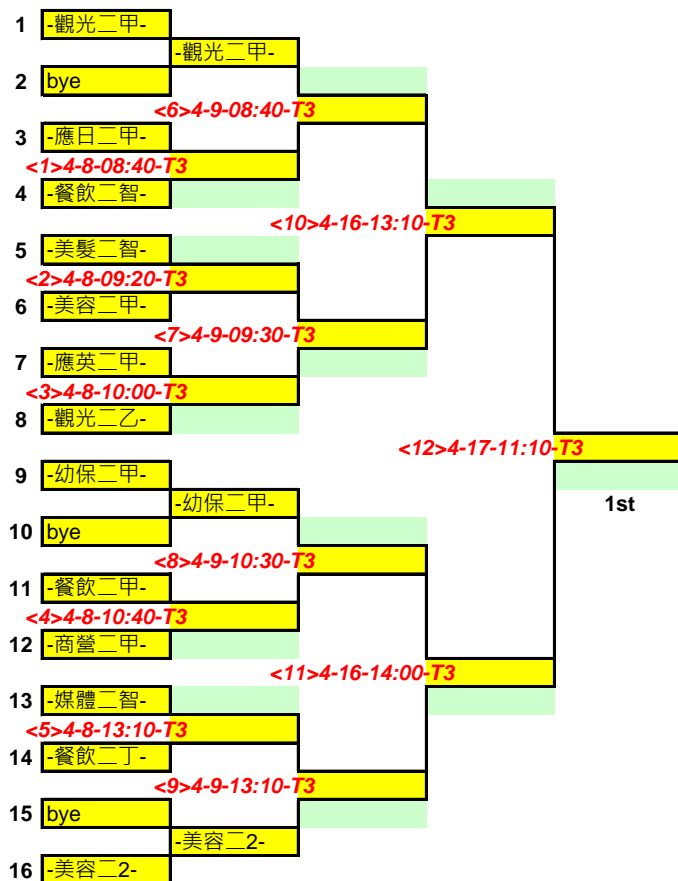 1 -觀光二甲-
-觀光二甲-
2 bye
<6>4-9-08:40-T3
3 -應日二甲-
<1>4-8-08:40-T3
4 -餐飲二智-
<10>4-16-13:10-T3
5 -美髮二智-
<2>4-8-09:20-T3
6 -美容二甲-
<7>4-9-09:30-T3
7 -應英二甲-
<3>4-8-10:00-T3
8 -觀光二乙-
<12>4-17-11:10-T3
9 -幼保二甲-
1st
-幼保二甲-
10 bye
<8>4-9-10:30-T3
11 -餐飲二甲-
<4>4-8-10:40-T3
12 -商營二甲-
<11>4-16-14:00-T3
13 -媒體二智-
<5>4-8-13:10-T3
14 -餐飲二丁-
<9>4-9-13:10-T3
15 bye
-美容二2-
16 -美容二2-